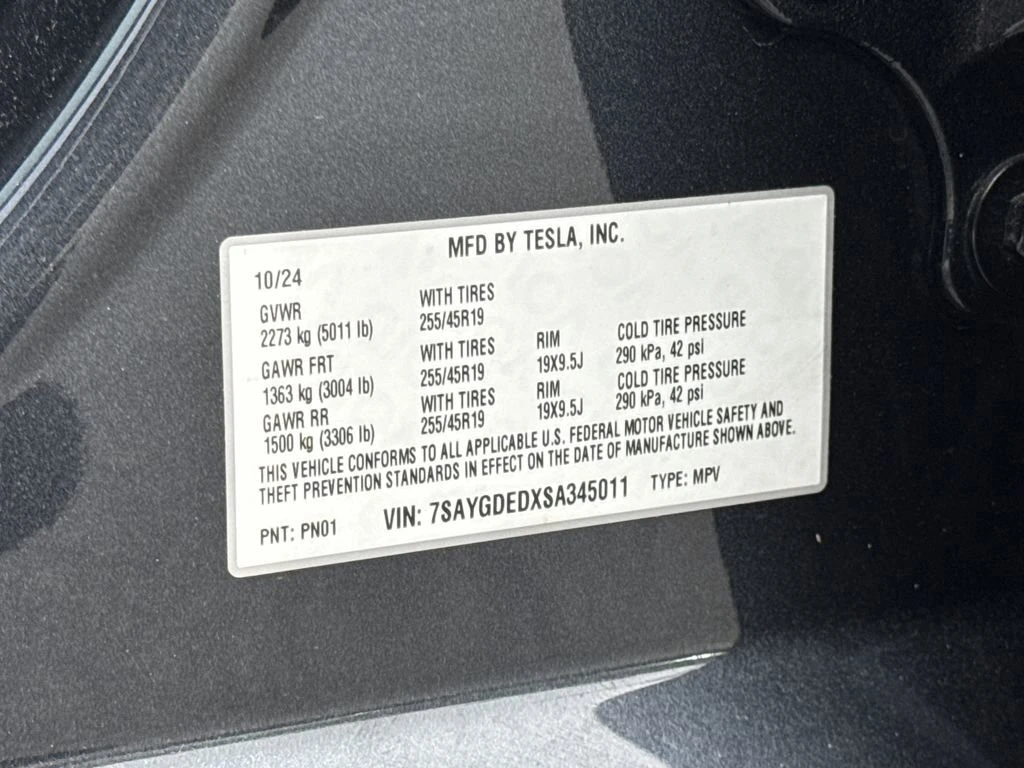 MFD BY TESLA, INC.
10/24
GVWR WITH TIRES
2273 kg (5011 lb) 255/45R19
GAWR FRT WITH TIRES RIM COLD TIRE PRESSURE
1363 kg (3004 lb) 255/45R19 19X9.5J 290 kPa, 42 psi
GAWR RR WITH TIRES RIM COLD TIRE PRESSURE
1500 kg (3306 lb) 255/45R19 19X9.5J 290 kPa, 42 psi
THIS VEHICLE CONFORMS TO ALL APPLICABLE U.S. FEDERAL MOTOR VEHICLE SAFETY AND
THEFT PREVENTION STANDARDS IN EFFECT ON THE DATE OF MANUFACTURE SHOWN ABOVE.
PNT: PN01 VIN: 7SAYGDEDXSA345011 TYPE: MPV